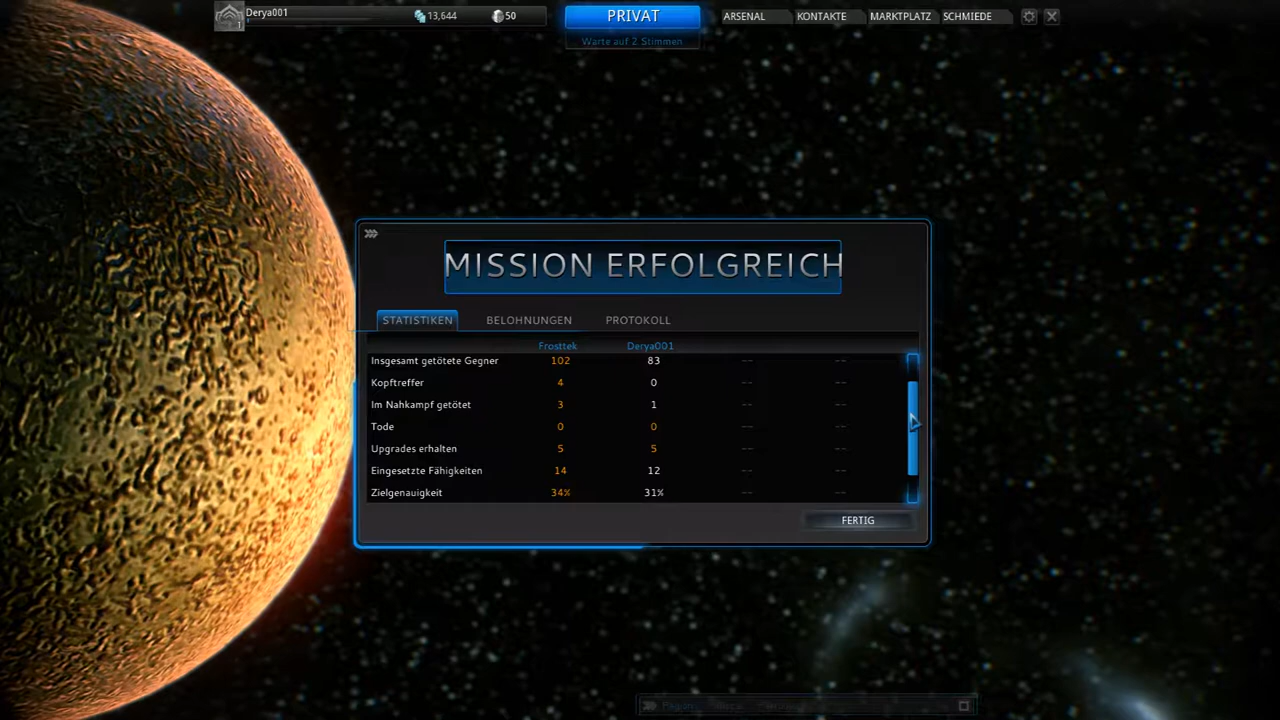 Derya001
1
13,644
50
PRIVAT
Warte auf 2 Stimmen
ARSENAL
KONTAKTE
MARKTPLATZ
SCHMIEDE
MISSION ERFOLGREICH
STATISTIKEN BELOHNUNGEN PROTOKOLL
Frosttek Derya001
Insgesamt getötete Gegner 102 83 -- --
Kopftreffer 4 0 -- --
Im Nahkampf getötet 3 1 -- --
Tode 0 0 -- --
Upgrades erhalten 5 5 -- --
Eingesetzte Fähigkeiten 14 12 -- --
Zielgenauigkeit 34% 31% -- --
FERTIG